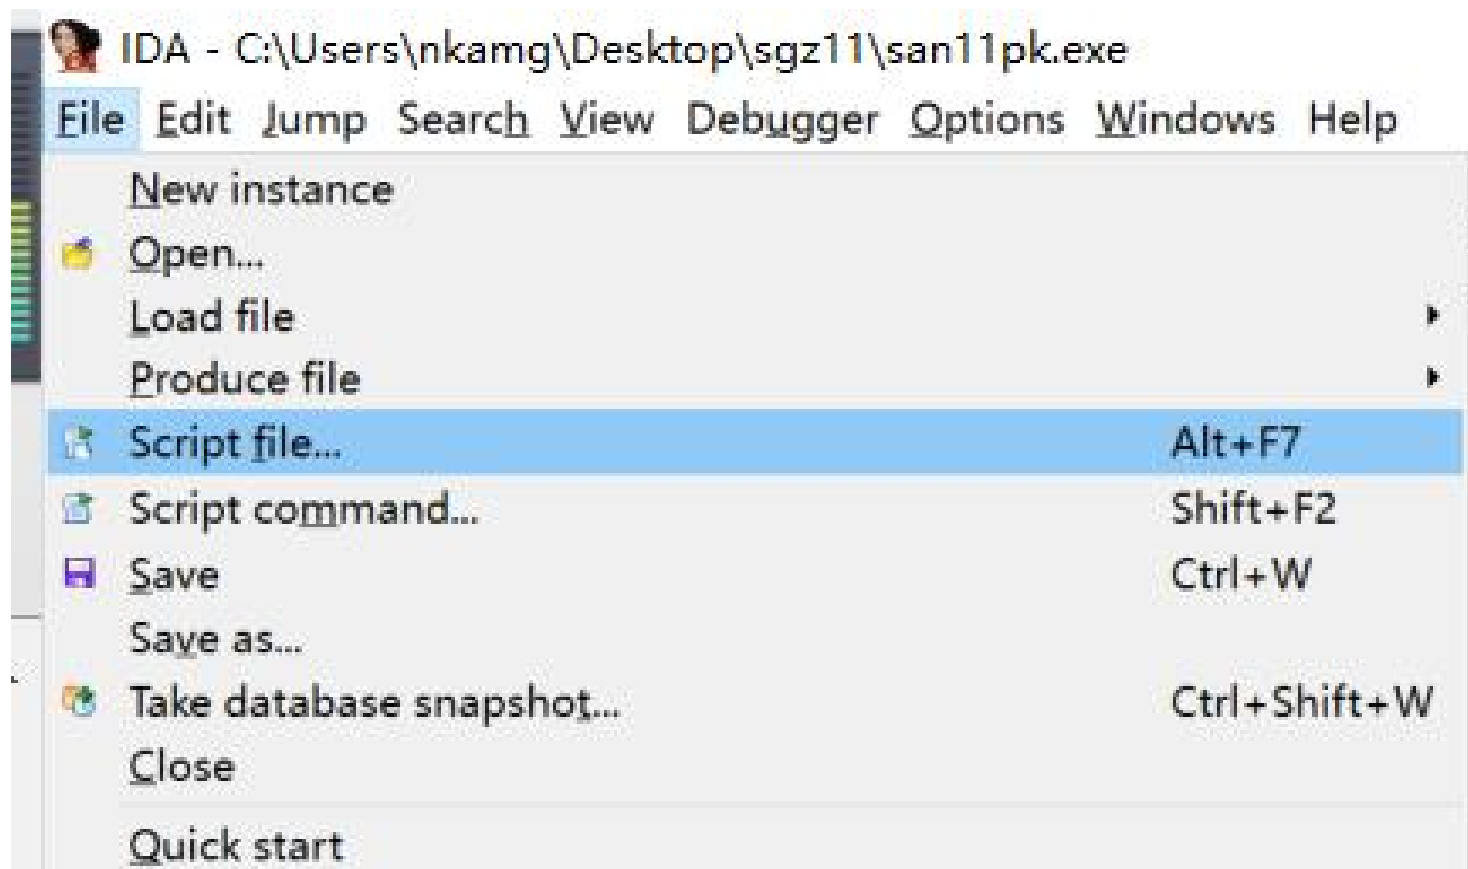 IDA - C:\Users\nkamg\Desktop\sgz11\san11pk.exe
File Edit Jump Search View Debugger Options Windows Help
New instance
Open...
Load file
Produce file
Script file... Alt+F7
Script command... Shift+F2
Save Ctrl+W
Save as...
Take database snapshot... Ctrl+Shift+W
Close
Quick start